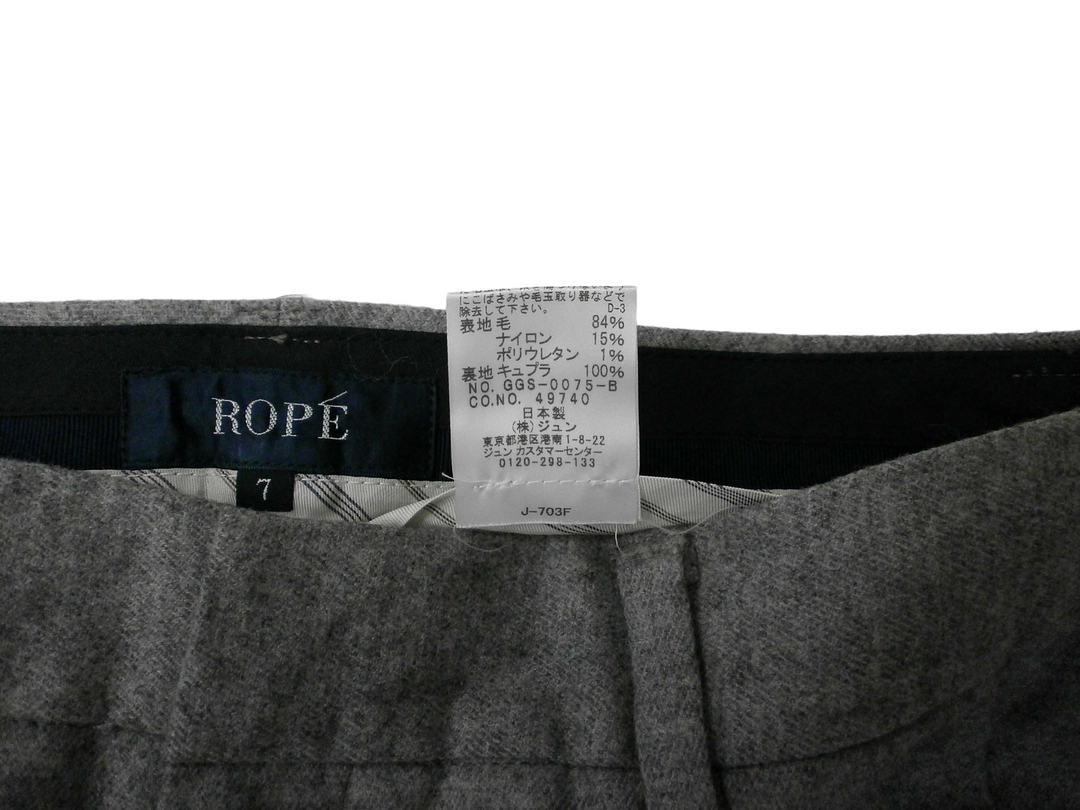 にこばさみや毛玉取り器などで
除去して下さい。 D-3
表地 毛 84%
ナイロン 15%
ポリウレタン 1%
裏地 キュプラ 100%
NO. GGS-0075-B
CO.NO. 49740
日本製
(株)ジュン
東京都港区港南1-8-22
ジュン カスタマーセンター
0120-298-133
J-703F
ROPÉ
7